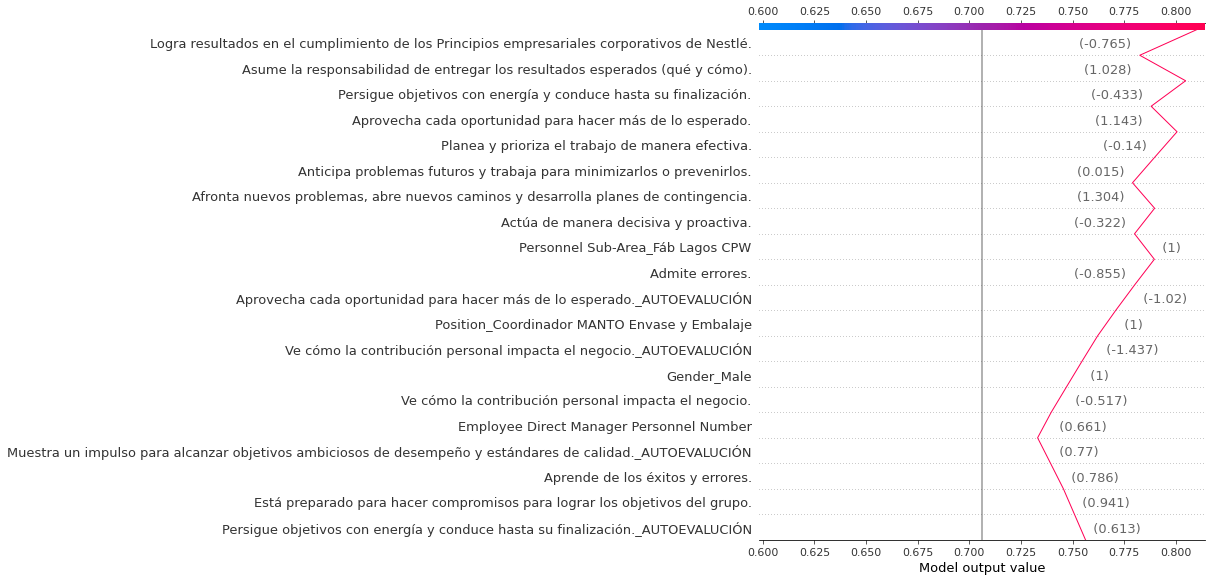 0.600 0.625 0.650 0.675 0.700 0.725 0.750 0.775 0.800
Logra resultados en el cumplimiento de los Principios empresariales corporativos de Nestlé. (-0.765)
Asume la responsabilidad de entregar los resultados esperados (qué y cómo). (1.028)
Persigue objetivos con energía y conduce hasta su finalización. (-0.433)
Aprovecha cada oportunidad para hacer más de lo esperado. (1.143)
Planea y prioriza el trabajo de manera efectiva. (-0.14)
Anticipa problemas futuros y trabaja para minimizarlos o prevenirlos. (0.015)
Afronta nuevos problemas, abre nuevos caminos y desarrolla planes de contingencia. (1.304)
Actúa de manera decisiva y proactiva. (-0.322)
Personnel Sub-Area_Fáb Lagos CPW (1)
Admite errores. (-0.855)
Aprovecha cada oportunidad para hacer más de lo esperado._AUTOEVALUCIÓN (-1.02)
Position_Coordinador MANTO Envase y Embalaje (1)
Ve cómo la contribución personal impacta el negocio._AUTOEVALUCIÓN (-1.437)
Gender_Male (1)
Ve cómo la contribución personal impacta el negocio. (-0.517)
Employee Direct Manager Personnel Number (0.661)
Muestra un impulso para alcanzar objetivos ambiciosos de desempeño y estándares de calidad._AUTOEVALUCIÓN (0.77)
Aprende de los éxitos y errores. (0.786)
Está preparado para hacer compromisos para lograr los objetivos del grupo. (0.941)
Persigue objetivos con energía y conduce hasta su finalización._AUTOEVALUCIÓN (0.613)
0.600 0.625 0.650 0.675 0.700 0.725 0.750 0.775 0.800
Model output value